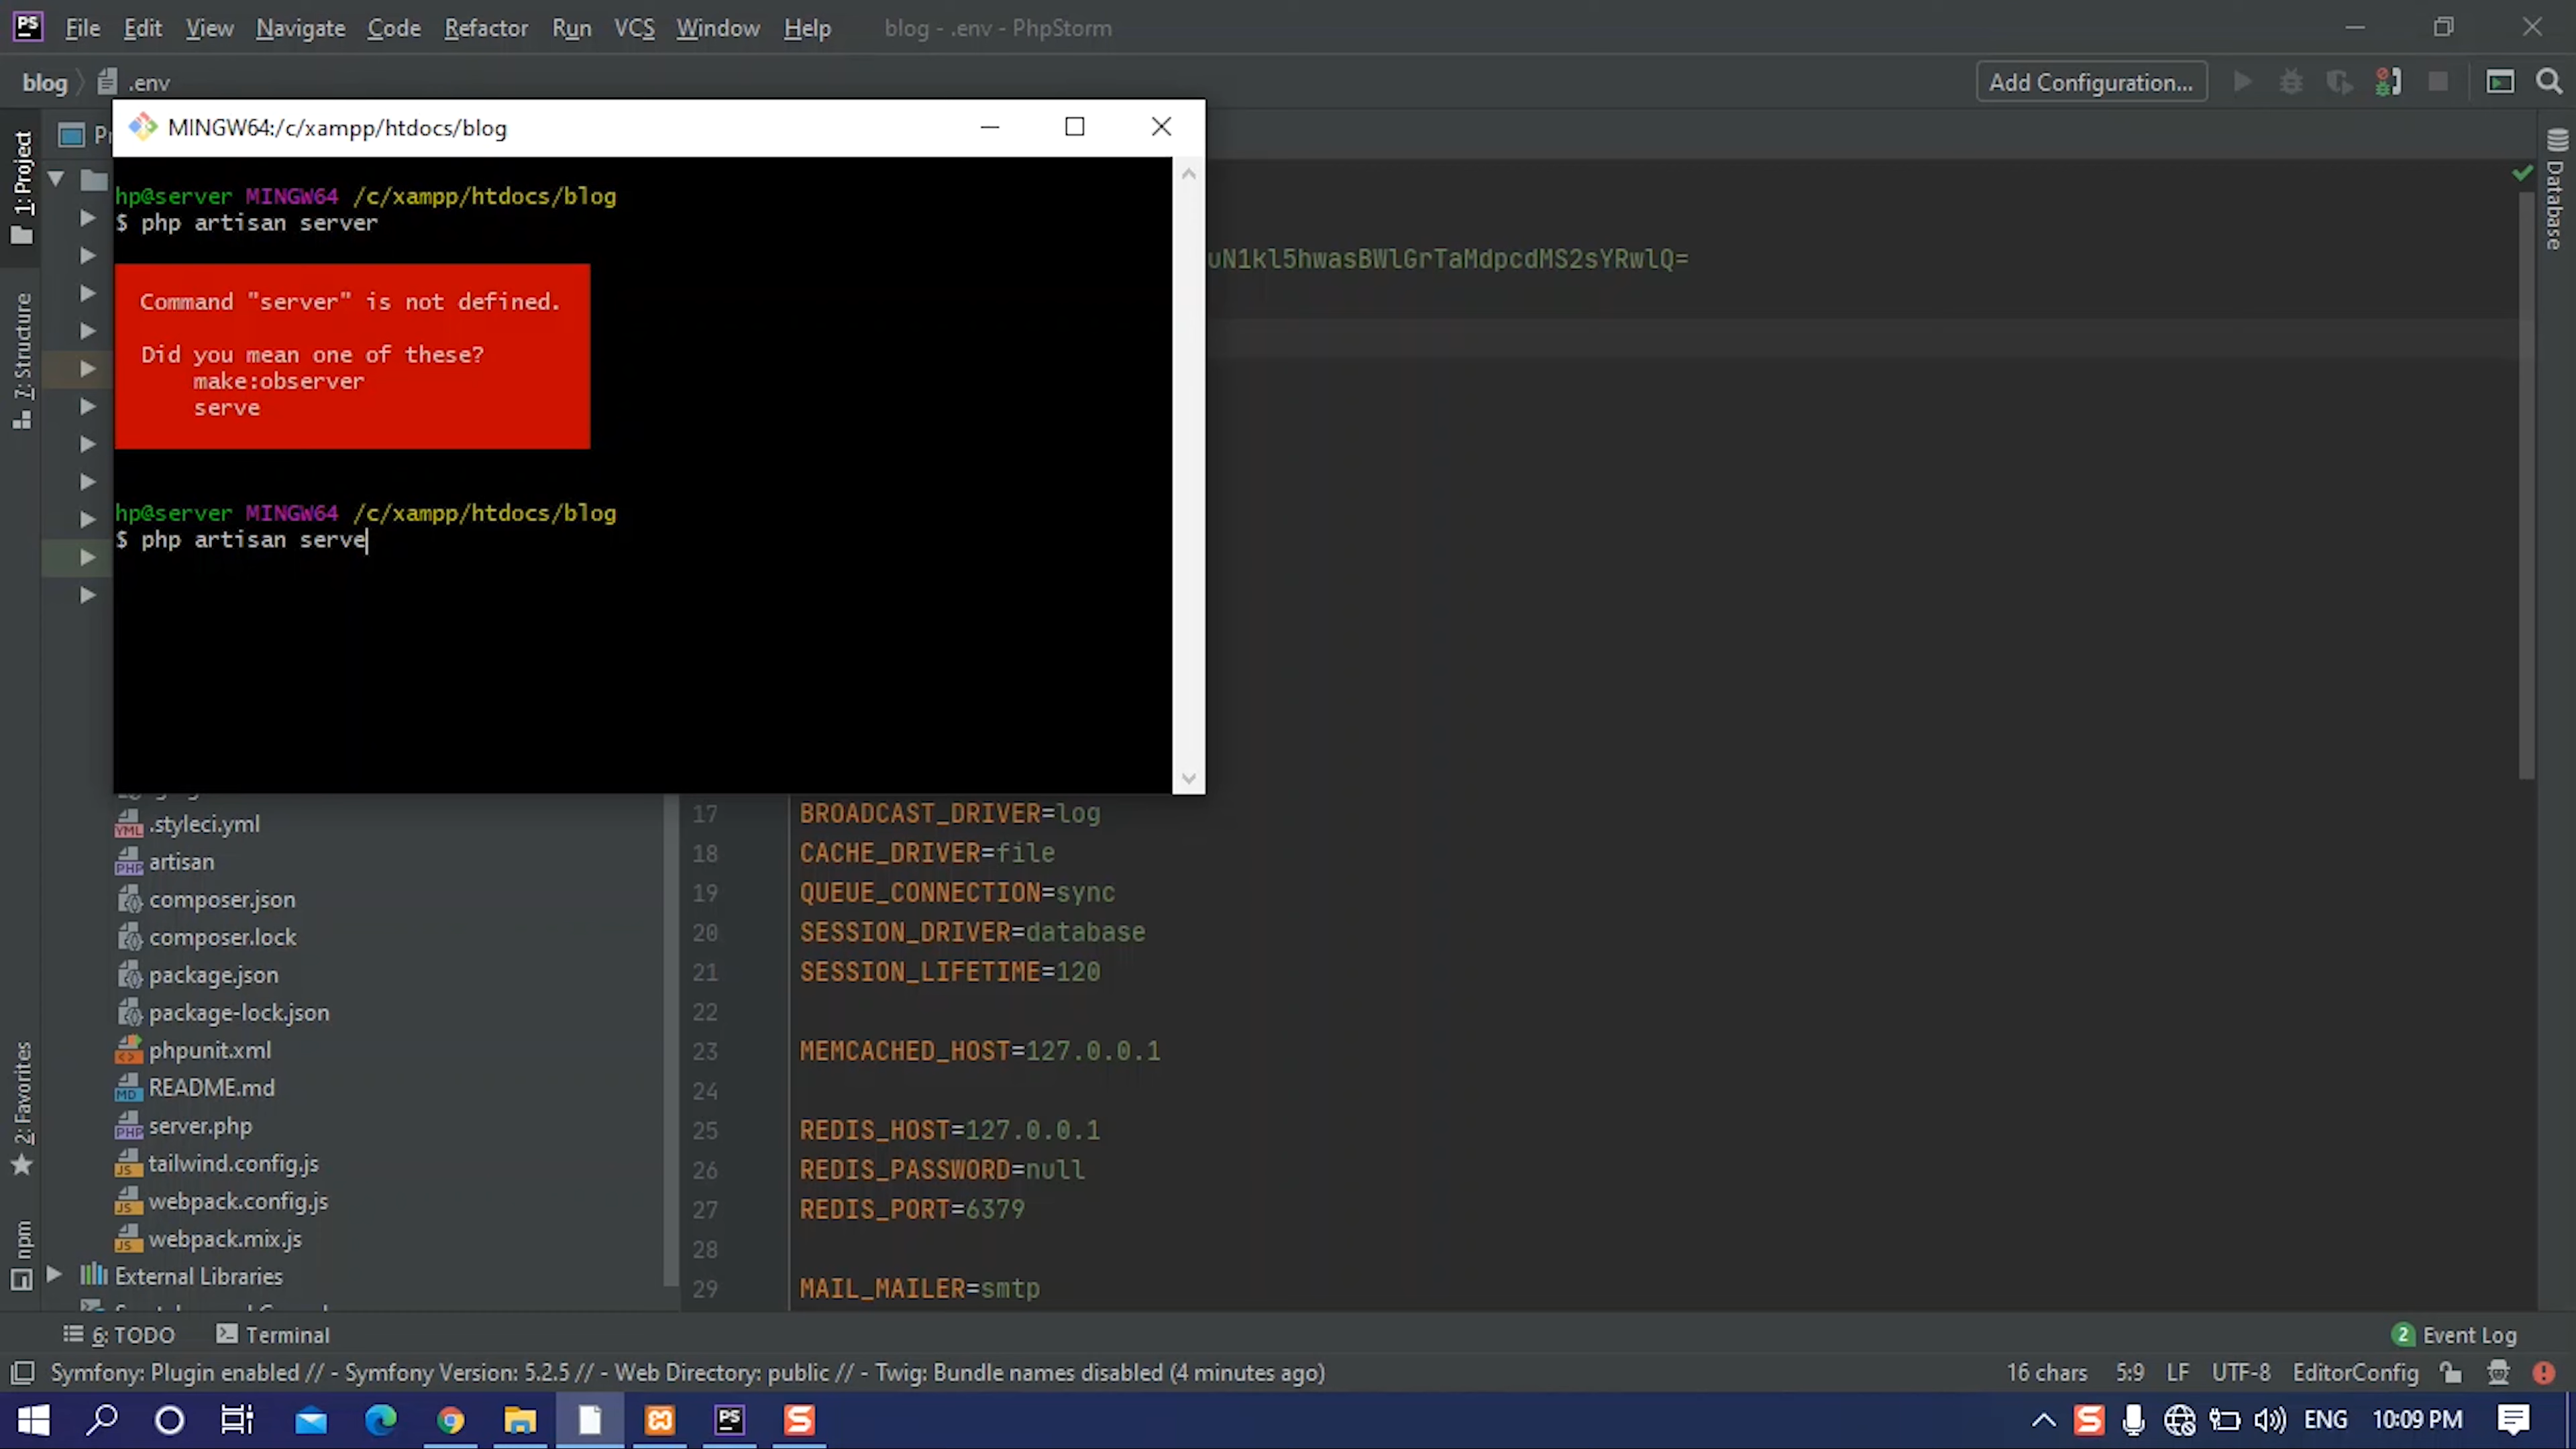 PS File Edit View Navigate Code Refactor Run VCS Window Help blog - .env - PhpStorm
blog .env Add Configuration...
MINGW64:/c/xampp/htdocs/blog
1: Project
7: Structure
2: Favorites
npm
Database
hp@server MINGW64 /c/xampp/htdocs/blog
$ php artisan server
Command "server" is not defined.
Did you mean one of these?
make:observer
serve
hp@server MINGW64 /c/xampp/htdocs/blog
$ php artisan serve
uN1kl5hwasBWlGrTaMdpcdMS2sYRwlQ=
.styleci.yml
artisan
composer.json
composer.lock
package.json
package-lock.json
phpunit.xml
README.md
server.php
tailwind.config.js
webpack.config.js
webpack.mix.js
External Libraries
17 BROADCAST_DRIVER=log
18 CACHE_DRIVER=file
19 QUEUE_CONNECTION=sync
20 SESSION_DRIVER=database
21 SESSION_LIFETIME=120
22
23 MEMCACHED_HOST=127.0.0.1
24
25 REDIS_HOST=127.0.0.1
26 REDIS_PASSWORD=null
27 REDIS_PORT=6379
28
29 MAIL_MAILER=smtp
6: TODO Terminal 2 Event Log
Symfony: Plugin enabled // - Symfony Version: 5.2.5 // - Web Directory: public // - Twig: Bundle names disabled (4 minutes ago) 16 chars 5:9 LF UTF-8 EditorConfig
ENG 10:09 PM